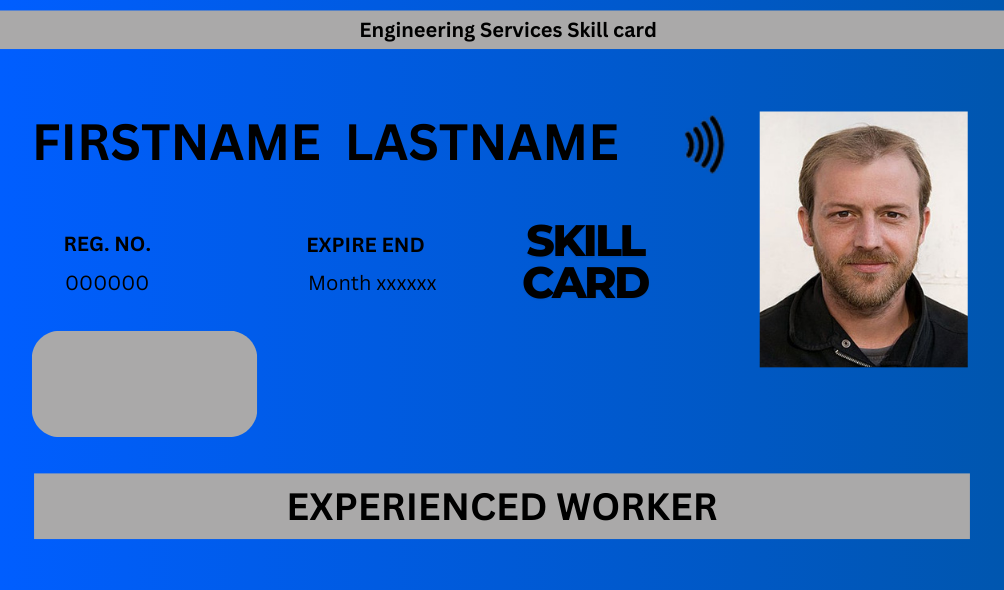 Engineering Services Skill card
FIRSTNAME LASTNAME
REG. NO.
EXPIRE END
000000
Month xxxxxx
SKILL
CARD
EXPERIENCED WORKER